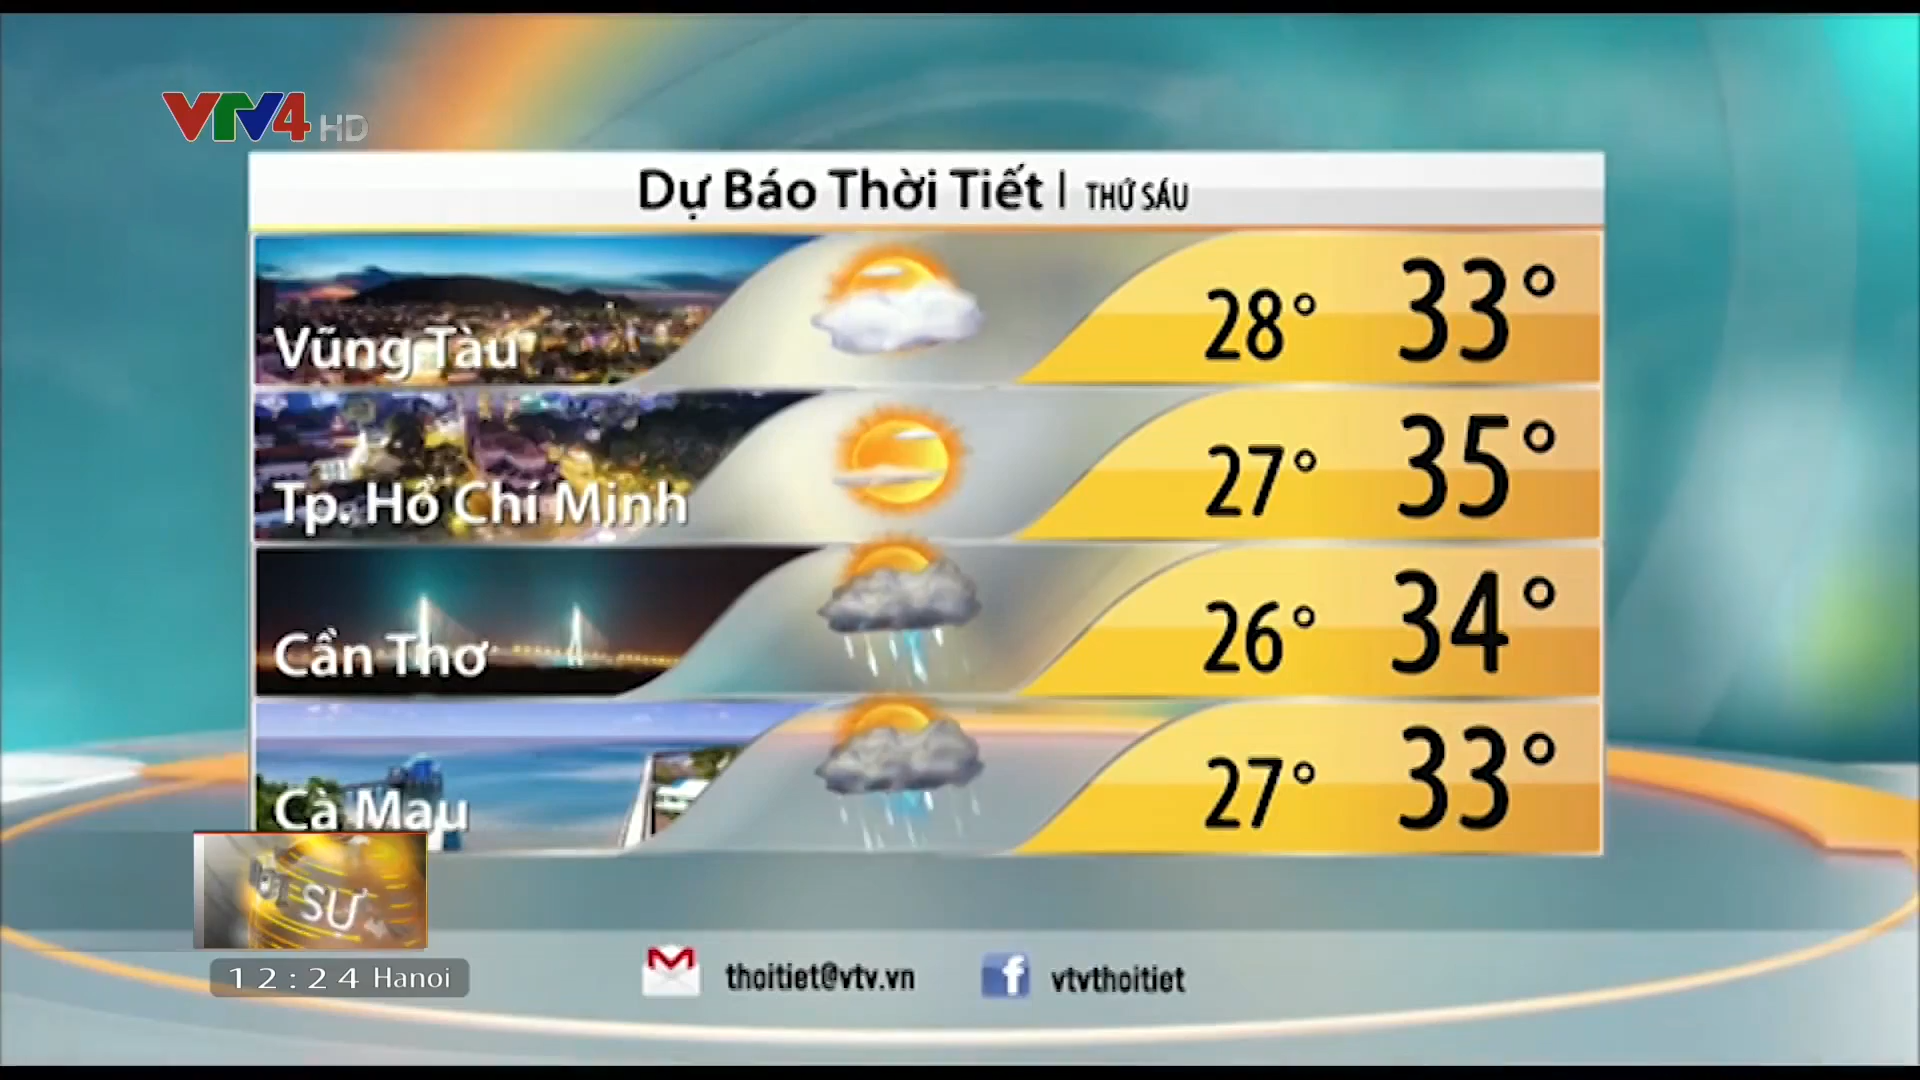 VTV4 HD
Dự Báo Thời Tiết | THỨ SÁU
Vũng Tàu 28° 33°
Tp. Hồ Chí Minh 27° 35°
Cần Thơ 26° 34°
Cà Mau 27° 33°
SỰ
12:24 Hanoi
thoitiet@vtv.vn vtvthoitiet